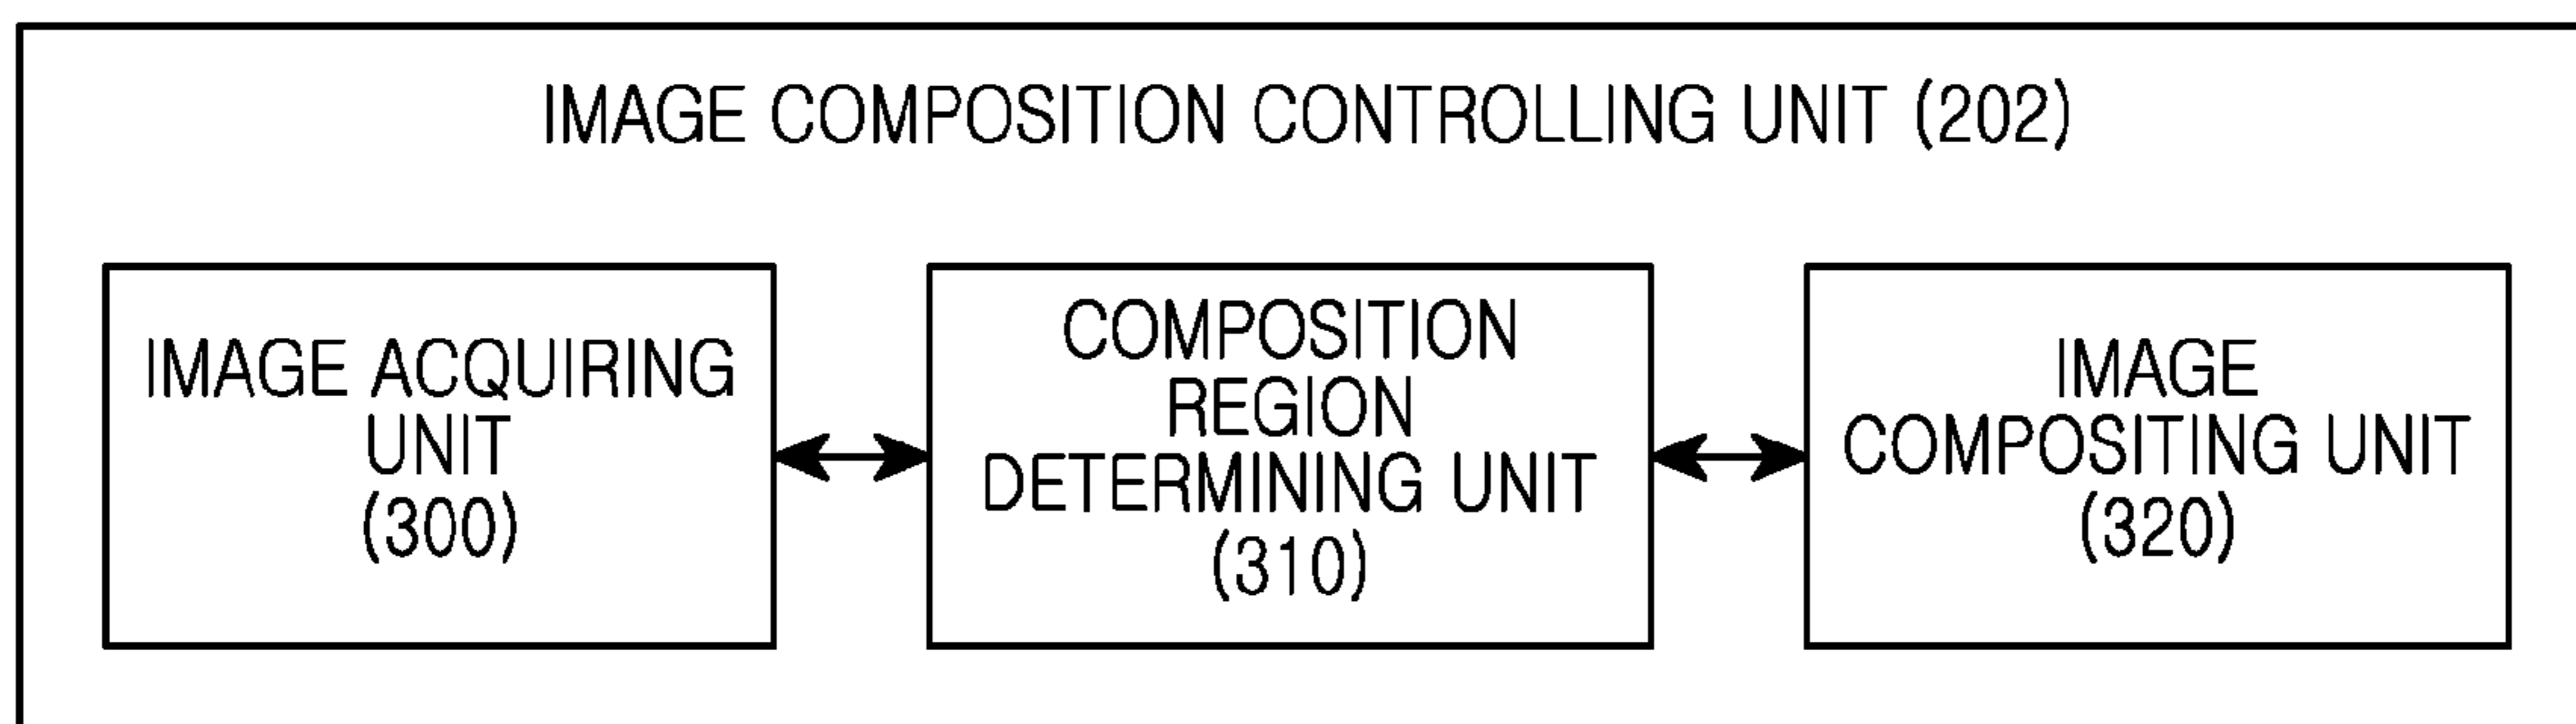 IMAGE COMPOSITION CONTROLLING UNIT (202)
IMAGE ACQUIRING
UNIT
(300)
COMPOSITION
REGION
DETERMINING UNIT
(310)
IMAGE
COMPOSITING UNIT
(320)